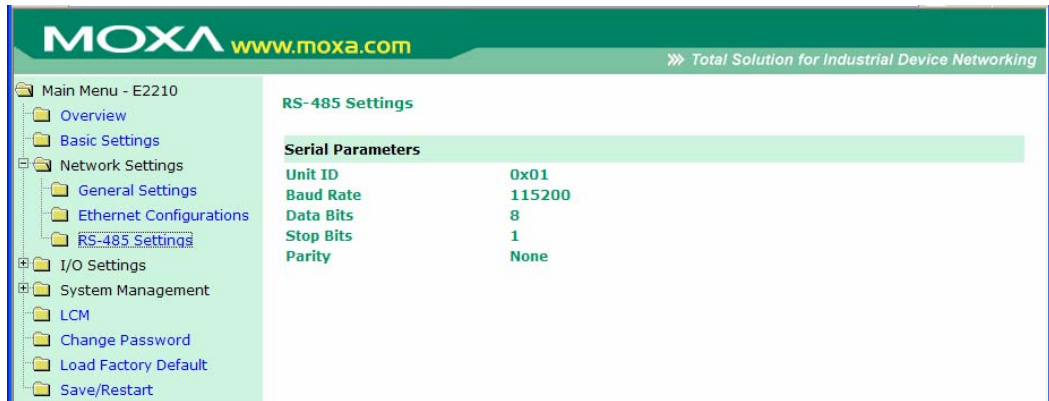 MOXA www.moxa.com
Total Solution for Industrial Device Networking
Main Menu - E2210
Overview
Basic Settings
Network Settings
General Settings
Ethernet Configurations
RS-485 Settings
I/O Settings
System Management
LCM
Change Password
Load Factory Default
Save/Restart
RS-485 Settings
Serial Parameters
Unit ID 0x01
Baud Rate 115200
Data Bits 8
Stop Bits 1
Parity None